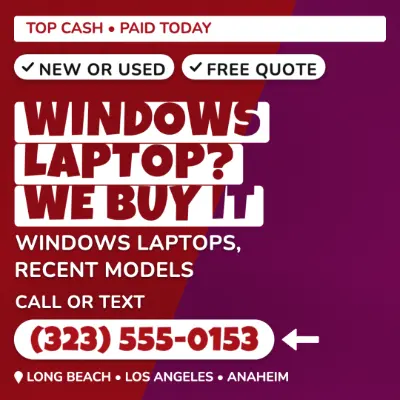 TOP CASH • PAID TODAY
NEW OR USED FREE QUOTE
WINDOWS
LAPTOP?
WE BUY IT
WINDOWS LAPTOPS,
RECENT MODELS
CALL OR TEXT
(323) 555-0153
LONG BEACH • LOS ANGELES • ANAHEIM